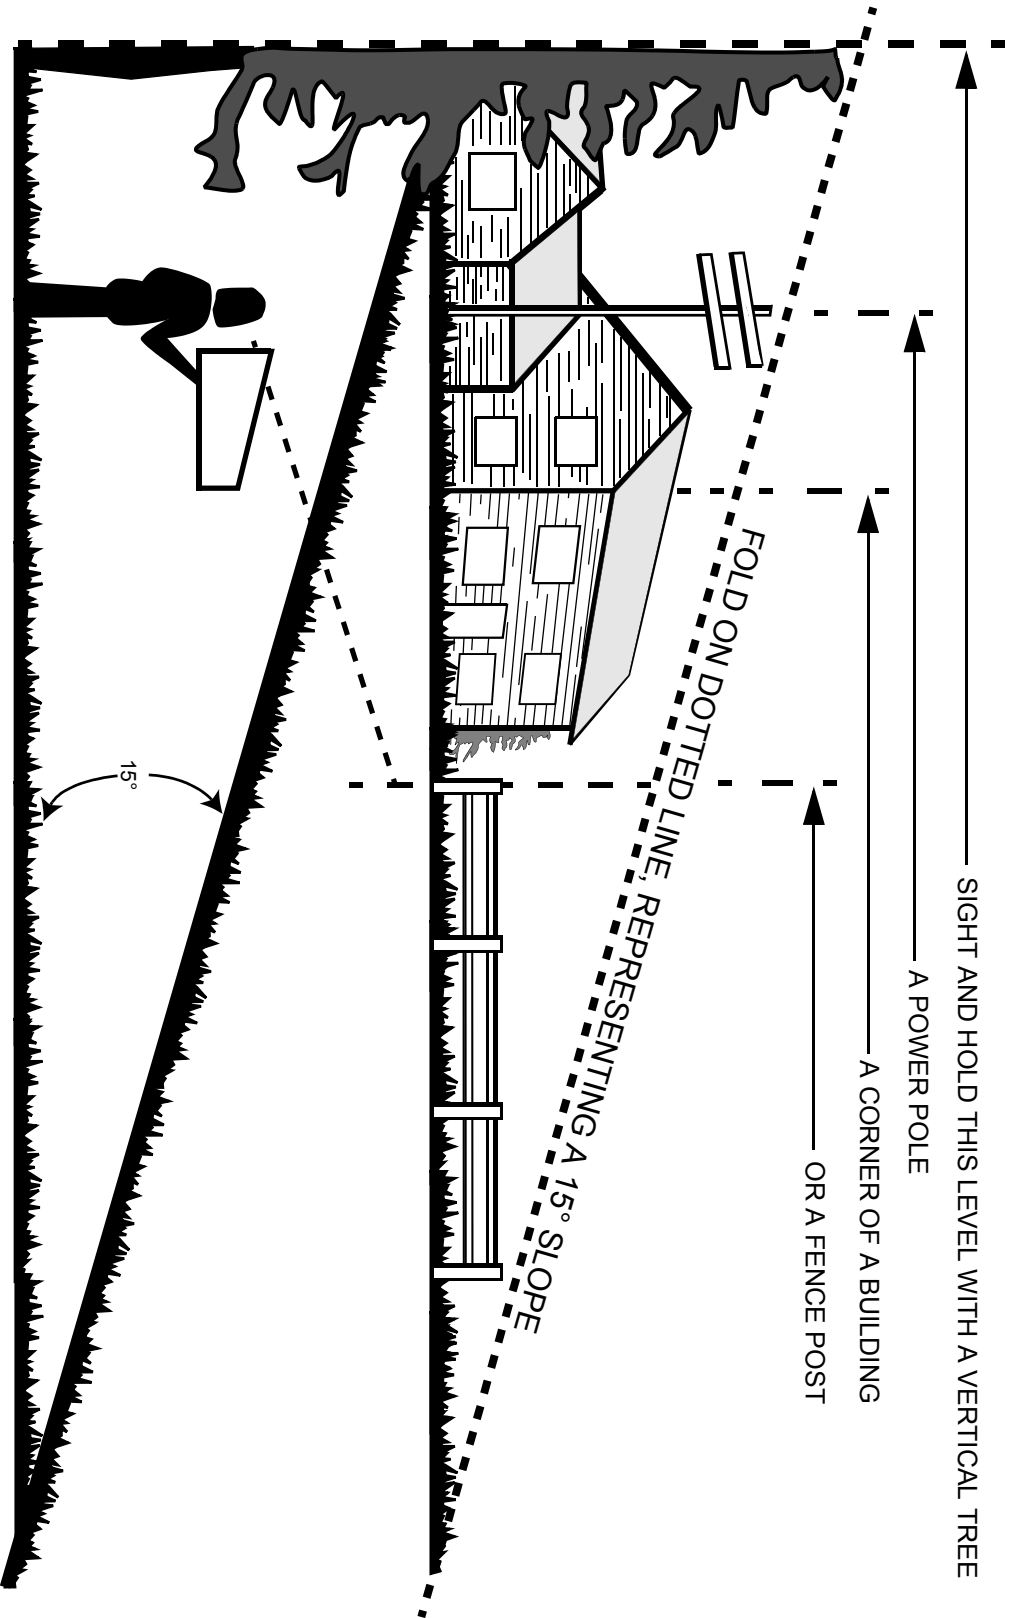 SIGHT AND HOLD THIS LEVEL WITH A VERTICAL TREE
A POWER POLE
A CORNER OF A BUILDING
OR A FENCE POST
FOLD ON DOTTED LINE, REPRESENTING A 15° SLOPE
15°